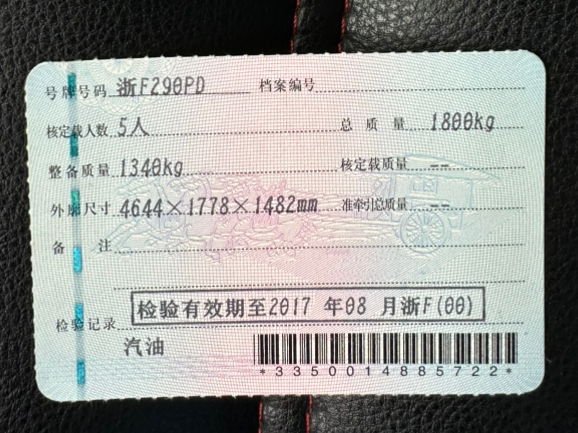 号牌号码 浙F290PD 档案编号
核定载人数 5人 总质量 1800kg
整备质量 1340kg 核定载质量 --
外廓尺寸 4644×1778×1482mm 准牵引总质量 --
备注
检验记录 检验有效期至2017年08月浙F(00)
汽油
*3350014885722*